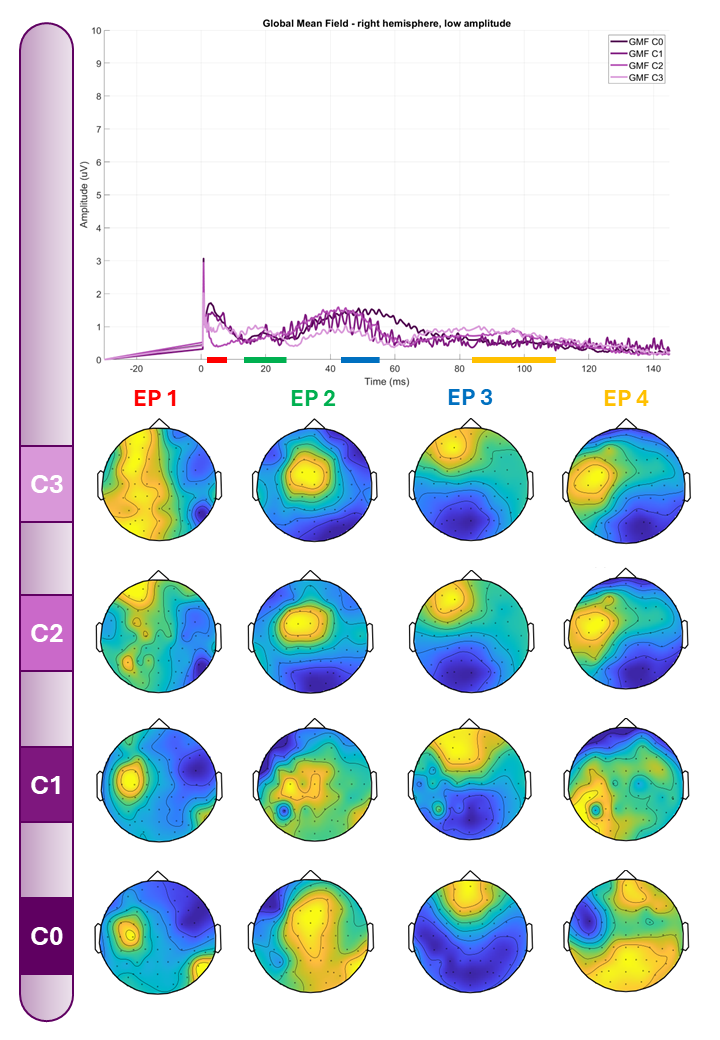 Global Mean Field - right hemisphere, low amplitude
10
9
8
7
6
5
4
3
2
1
0
Amplitude (uV)
GMF C0
GMF C1
GMF C2
GMF C3
-20 0 20 40 60 80 100 120 140
Time (ms)
EP 1 EP 2 EP 3 EP 4
C3
C2
C1
C0